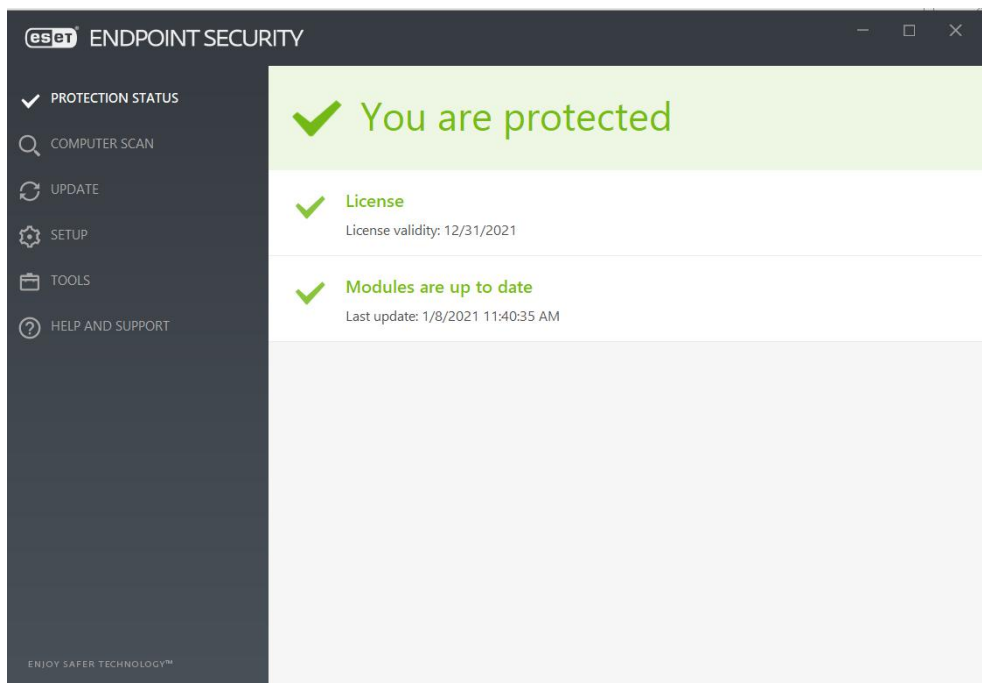 eset ENDPOINT SECURITY
PROTECTION STATUS
COMPUTER SCAN
UPDATE
SETUP
TOOLS
HELP AND SUPPORT
ENJOY SAFER TECHNOLOGY™
You are protected
License
License validity: 12/31/2021
Modules are up to date
Last update: 1/8/2021 11:40:35 AM